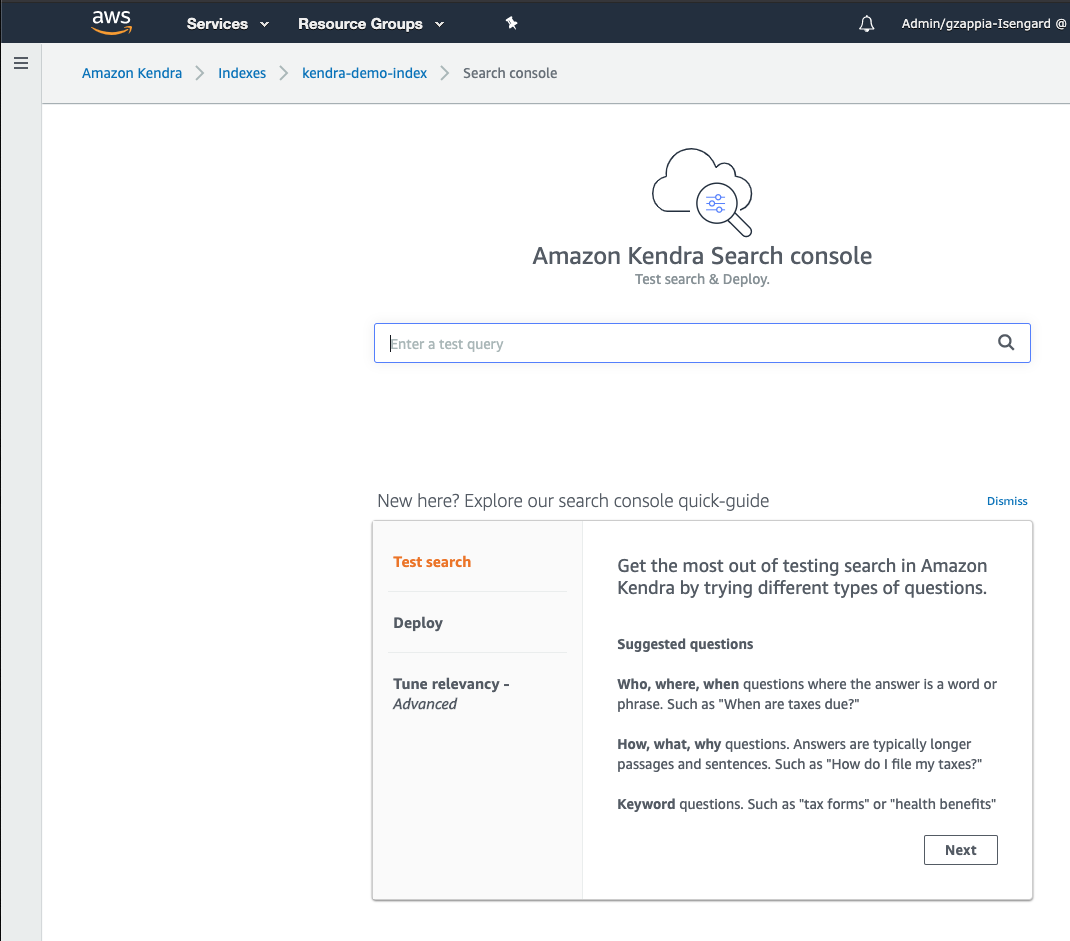 aws Services Resource Groups Admin/gzappia-Isengard @
Amazon Kendra Indexes kendra-demo-index Search console
Amazon Kendra Search console
Test search & Deploy.
Enter a test query
New here? Explore our search console quick-guide Dismiss
Test search
Deploy
Tune relevancy -
Advanced
Get the most out of testing search in Amazon
Kendra by trying different types of questions.
Suggested questions
Who, where, when questions where the answer is a word or
phrase. Such as "When are taxes due?"
How, what, why questions. Answers are typically longer
passages and sentences. Such as "How do I file my taxes?"
Keyword questions. Such as "tax forms" or "health benefits"
Next